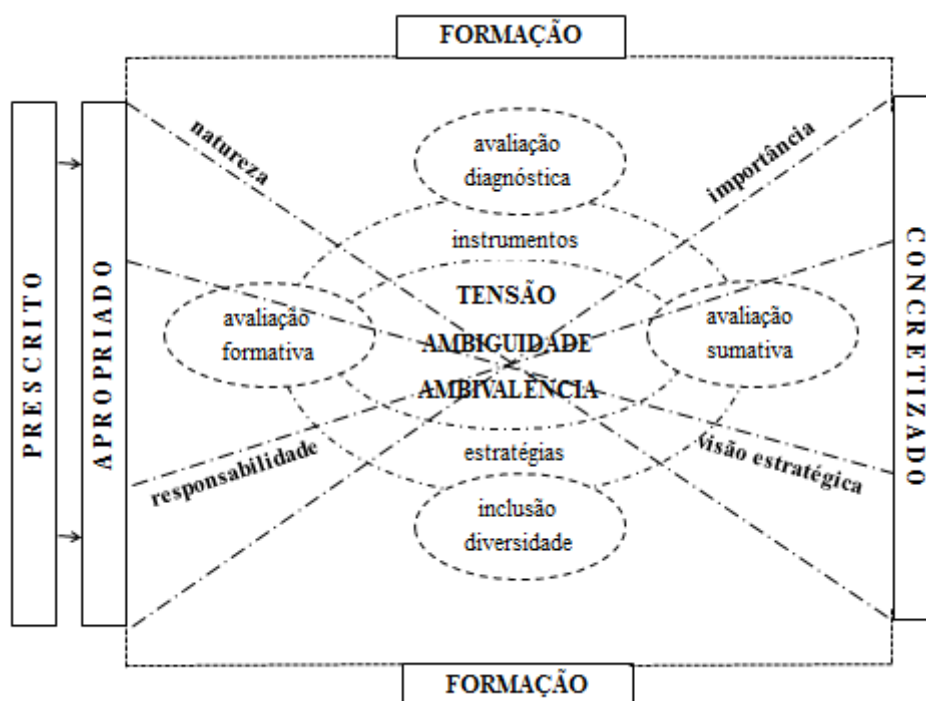 FORMAÇÃO
PRESCRITO
APROPRIADO
natureza
avaliação
diagnóstica
importância
instrumentos
TENSÃO
avaliação
formativa
AMBIGUIDADE
avaliação
sumativa
AMBIVALÊNCIA
CONCRETIZADO
responsabilidade
estratégias
visão estratégica
inclusão
diversidade
FORMAÇÃO